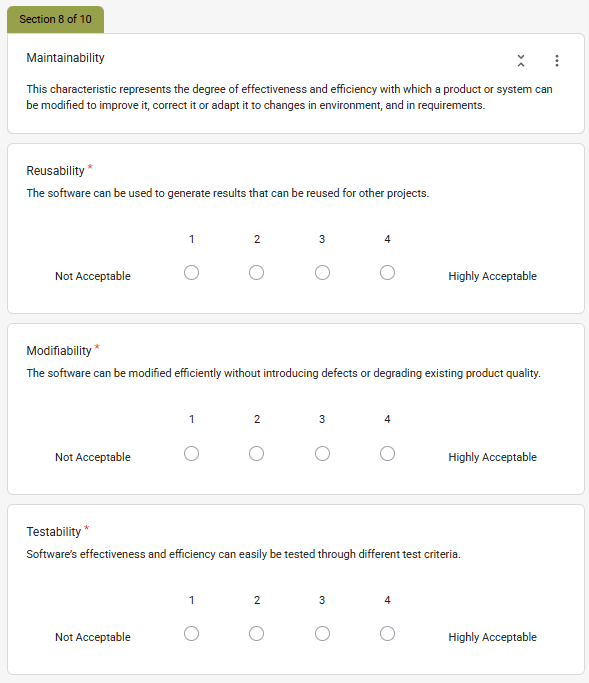 Section 8 of 10
Maintainability
This characteristic represents the degree of effectiveness and efficiency with which a product or system can
be modified to improve it, correct it or adapt it to changes in environment, and in requirements.
Reusability *
The software can be used to generate results that can be reused for other projects.
1 2 3 4
Not Acceptable Highly Acceptable
Modifiability *
The software can be modified efficiently without introducing defects or degrading existing product quality.
1 2 3 4
Not Acceptable Highly Acceptable
Testability *
Software's effectiveness and efficiency can easily be tested through different test criteria.
1 2 3 4
Not Acceptable Highly Acceptable